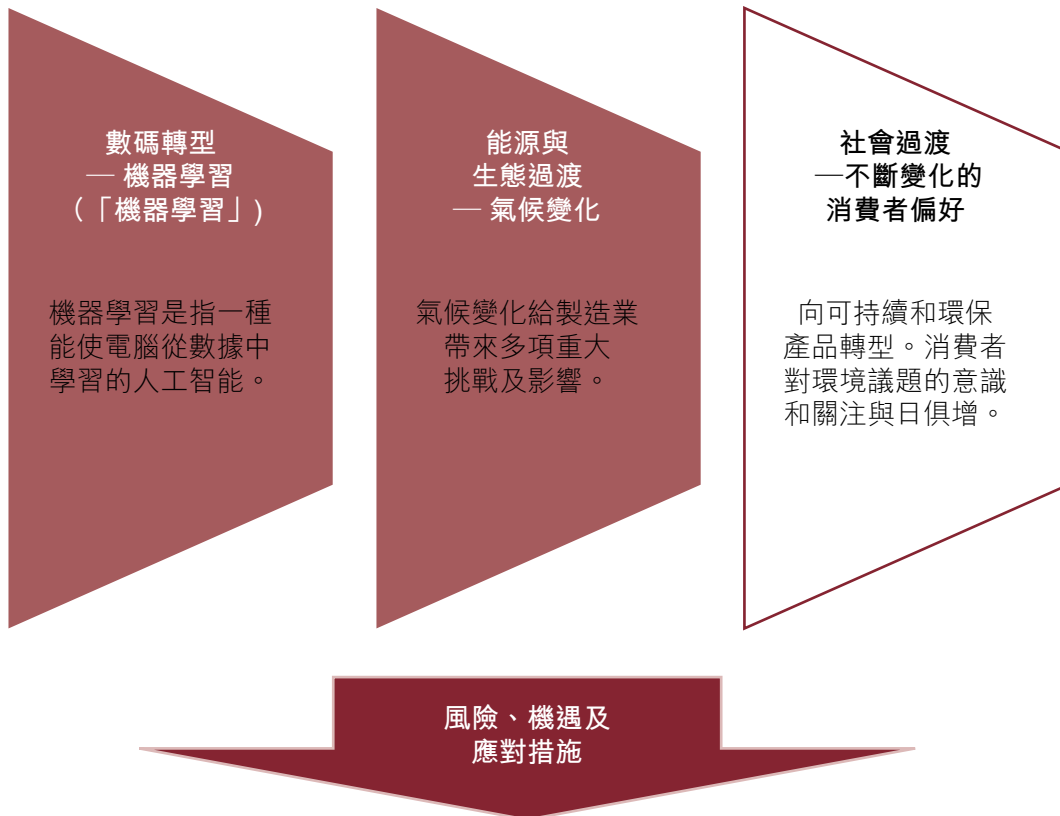 數碼轉型
— 機器學習
（「機器學習」)
機器學習是指一種
能使電腦從數據中
學習的人工智能。
能源與
生態過渡
— 氣候變化
氣候變化給製造業
帶來多項重大
挑戰及影響。
社會過渡
—不斷變化的
消費者偏好
向可持續和環保
產品轉型。消費者
對環境議題的意識
和關注與日俱增。
風險、機遇及
應對措施